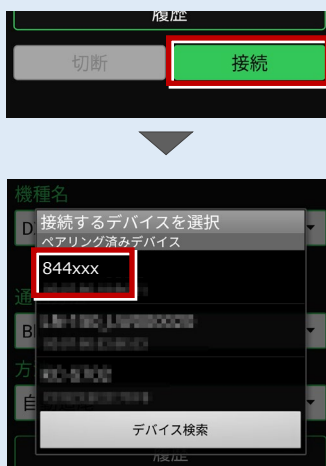 履歴
切断
接続
機種名
接続するデバイスを選択
ペアリング済みデバイス
844xxx
デバイス検索
履歴